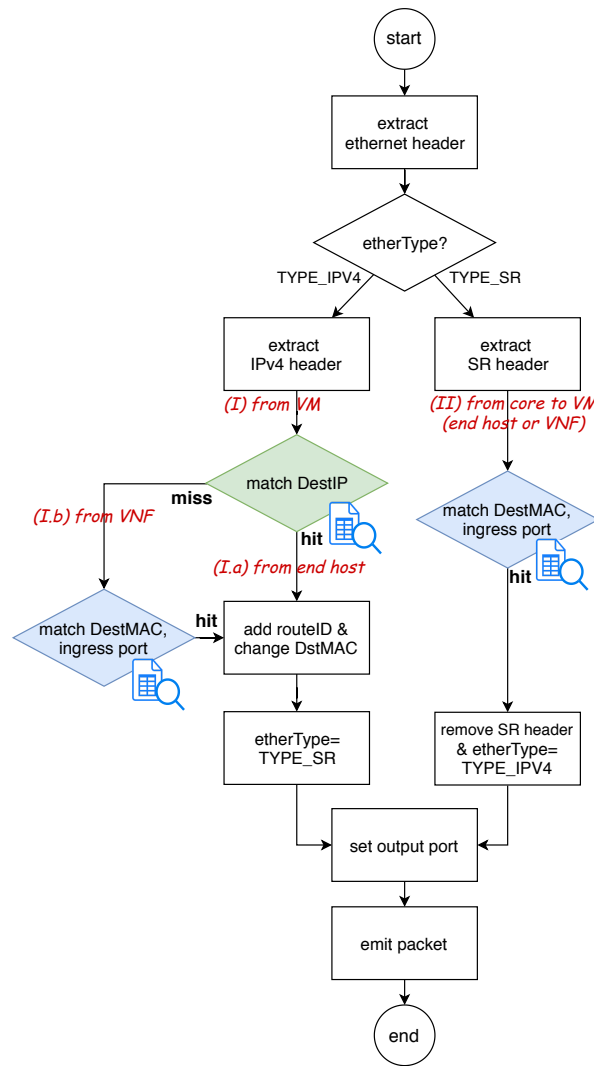 start
extract
ethernet header
etherType?
TYPE_IPV4
TYPE_SR
extract
IPv4 header
extract
SR header
(I) from VM
(II) from core to VM
(end host or VNF)
match DestIP
miss
hit
(I.b) from VNF
(I.a) from end host
match DestMAC,
ingress port
hit
match DestMAC,
ingress port
hit
add routeID &
change DstMAC
etherType=
TYPE_SR
remove SR header
& etherType=
TYPE_IPV4
set output port
emit packet
end